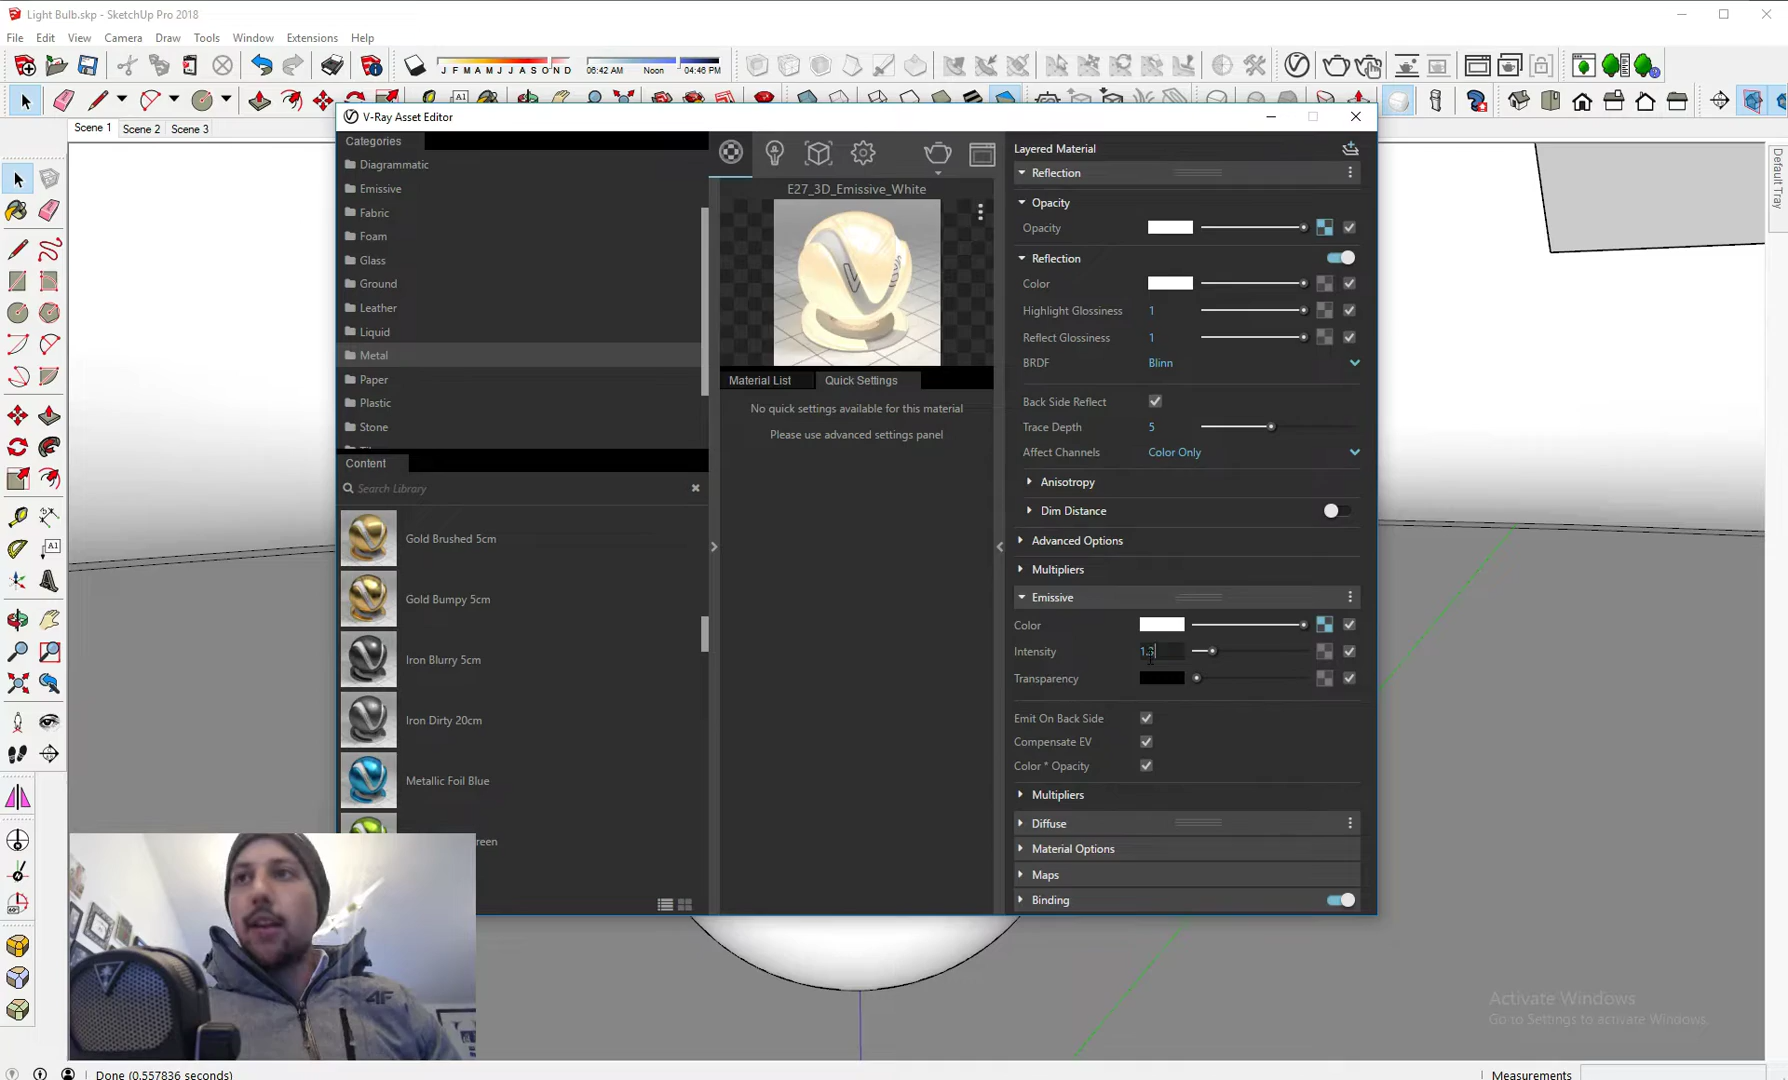 Light Bulb.skp - SketchUp Pro 2018
File Edit View Camera Draw Tools Window Extensions Help
J F M A M J J A S O N D 06:42 AM Noon 04:46 PM
Scene 1 Scene 2 Scene 3
V-Ray Asset Editor
Categories
Diagrammatic
Emissive
Fabric
Foam
Glass
Ground
Leather
Liquid
Metal
Paper
Plastic
Stone
Content
Search Library
Gold Brushed 5cm
Gold Bumpy 5cm
Iron Blurry 5cm
Iron Dirty 20cm
Metallic Foil Blue
E27_3D_Emissive_White
Material List Quick Settings
No quick settings available for this material
Please use advanced settings panel
Layered Material
Reflection
Opacity
Opacity
Reflection
Color
Highlight Glossiness 1
Reflect Glossiness 1
BRDF Blinn
Back Side Reflect
Trace Depth 5
Affect Channels Color Only
Anisotropy
Dim Distance
Advanced Options
Multipliers
Emissive
Color
Intensity
Transparency
Emit On Back Side
Compensate EV
Color * Opacity
Multipliers
Diffuse
Material Options
Maps
Binding
Default Tray
Activate Windows
Go to Settings to activate Windows.
Done (0.557836 seconds)
Measurements